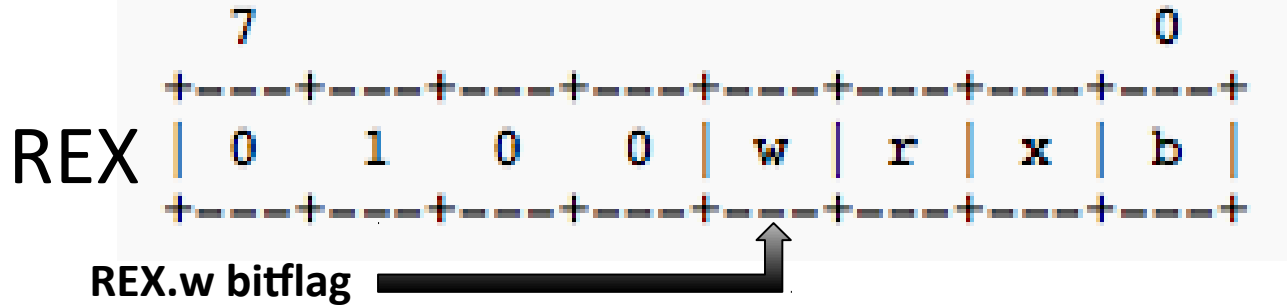 7 0
+---+---+---+---+---+---+---+---+
REX | 0 1 0 0 | w | r | x | b |
+---+---+---+---+---+---+---+---+
REX.w bitflag